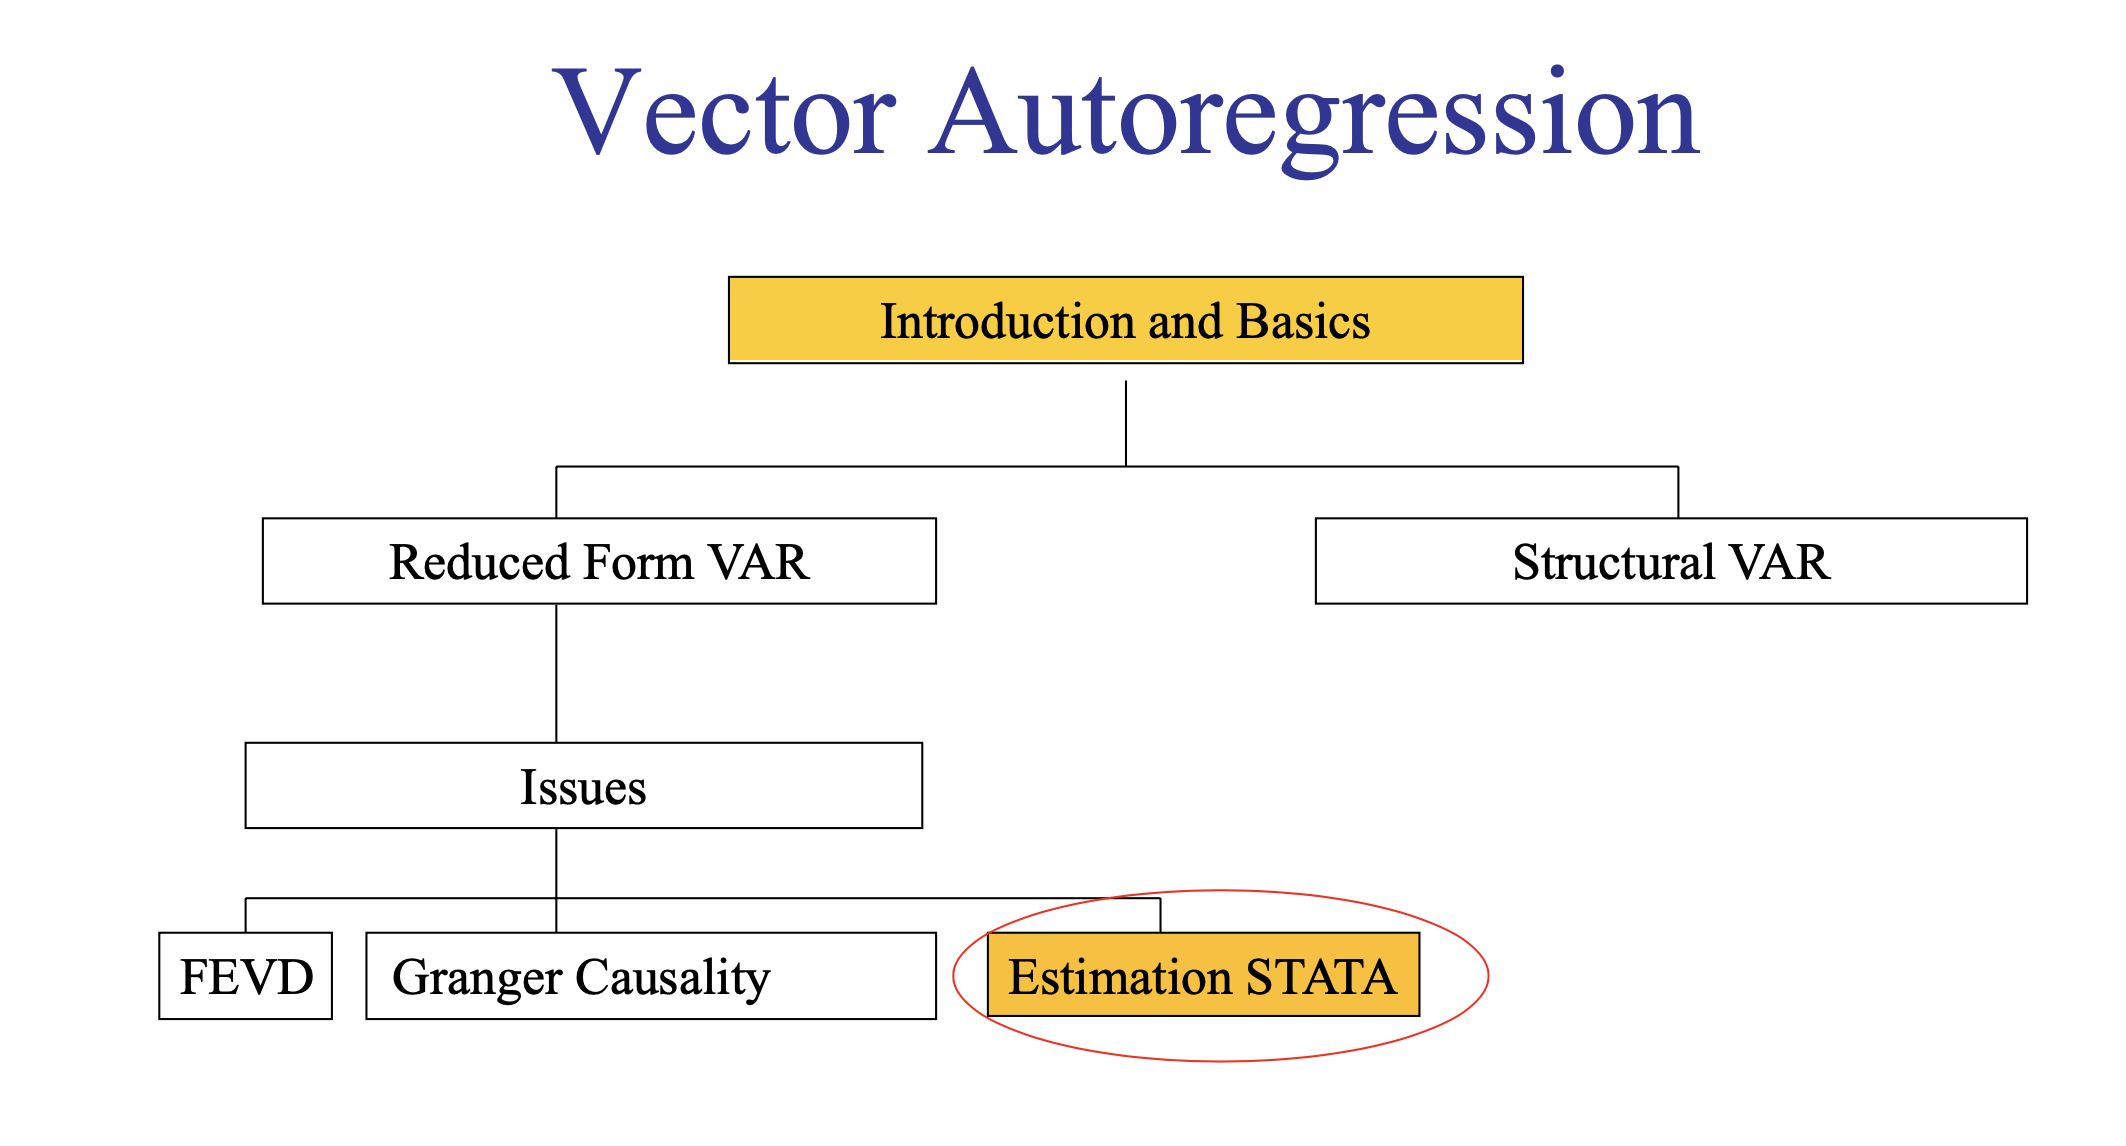 Vector Autoregression
Introduction and Basics
Reduced Form VAR
Structural VAR
Issues
FEVD
Granger Causality
Estimation STATA